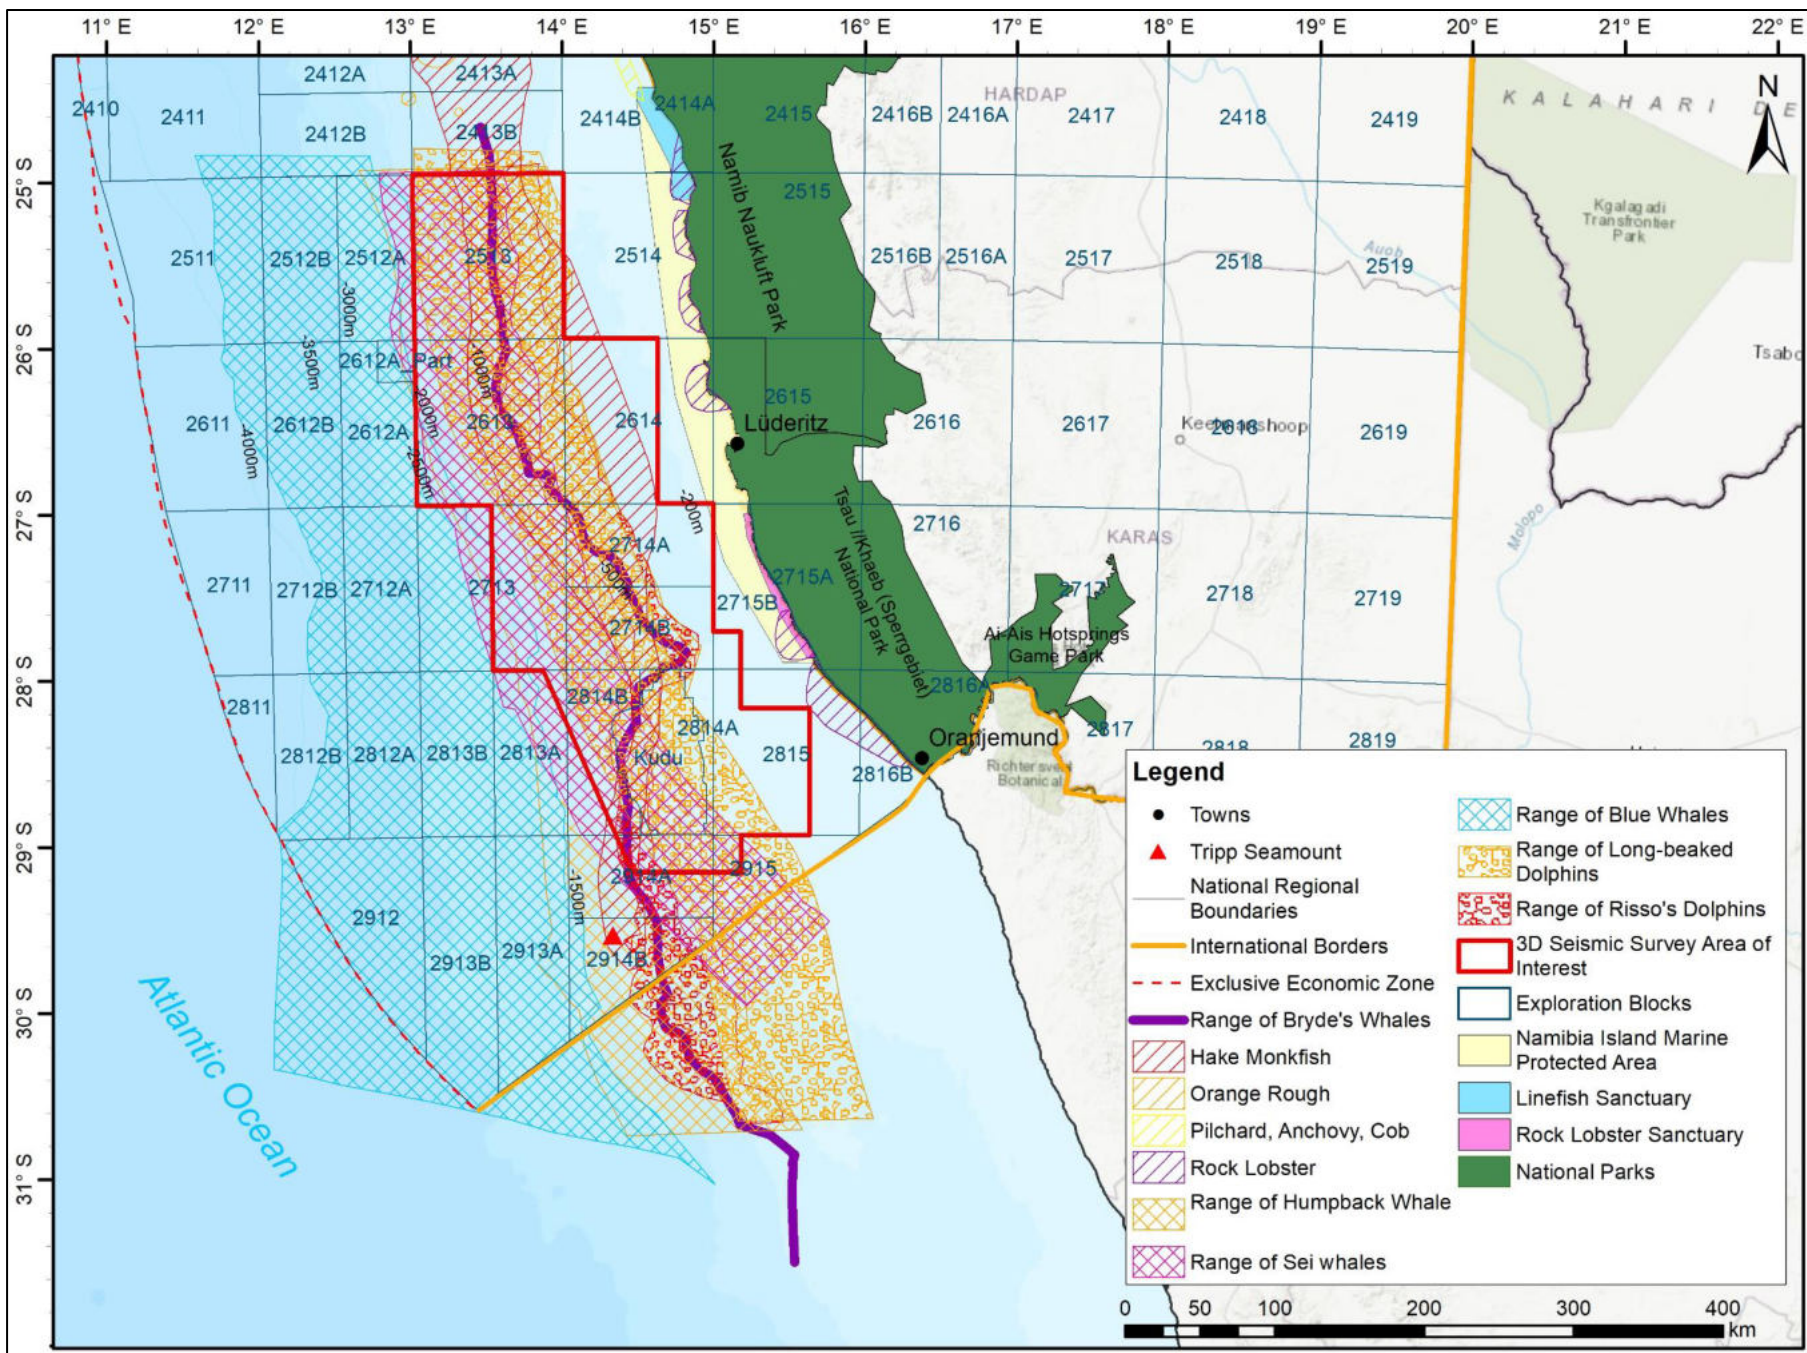 11° E 12° E 13° E 14° E 15° E 16° E 17° E 18° E 19° E 20° E 21° E 22° E
25° S
26° S
27° S
28° S
29° S
30° S
31° S
N
2412A 2413A
2410 2411 2412B 2413B 2414B 2414A 2415 2416B 2416A 2417 2418 2419
HARDAP
KALAHARI DE
Namib Naukluft Park
2515
Kgalagadi
Transfrontier
Park
Auob
2511 2512B 2512A 2513 2514 2516B 2516A 2517 2518 2519
-3000m
-3500m
2612A Part
-1000m
Tsabo
2615
2611 2612B 2612A 2613 2614 2616 2617 2618 2619
Lüderitz
Keetmanshoop
2000m
-4000m
-2500m
-200m
2716
KARAS
Molopo
2714A
Tsau //Khaeb (Sperrgebiet)
National Park
-500m
2711 2712B 2712A 2713 2715B 2715A 2717 2718 2719
2714B
Ai-Ais Hotsprings
Game Park
2811 2814B 2816A
2814A 2817
2812B 2812A 2813B 2813A Kudu 2815 2816B 2818 2819
Oranjemund
Richtersveld
Botanical
2914A 2915
-1500m
2912
2913B 2913A 2914B
Atlantic Ocean
Legend
Towns
Tripp Seamount
National Regional
Boundaries
International Borders
Exclusive Economic Zone
Range of Bryde's Whales
Hake Monkfish
Orange Rough
Pilchard, Anchovy, Cob
Rock Lobster
Range of Humpback Whale
Range of Sei whales
Range of Blue Whales
Range of Long-beaked
Dolphins
Range of Risso's Dolphins
3D Seismic Survey Area of
Interest
Exploration Blocks
Namibia Island Marine
Protected Area
Linefish Sanctuary
Rock Lobster Sanctuary
National Parks
0 50 100 200 300 400
km